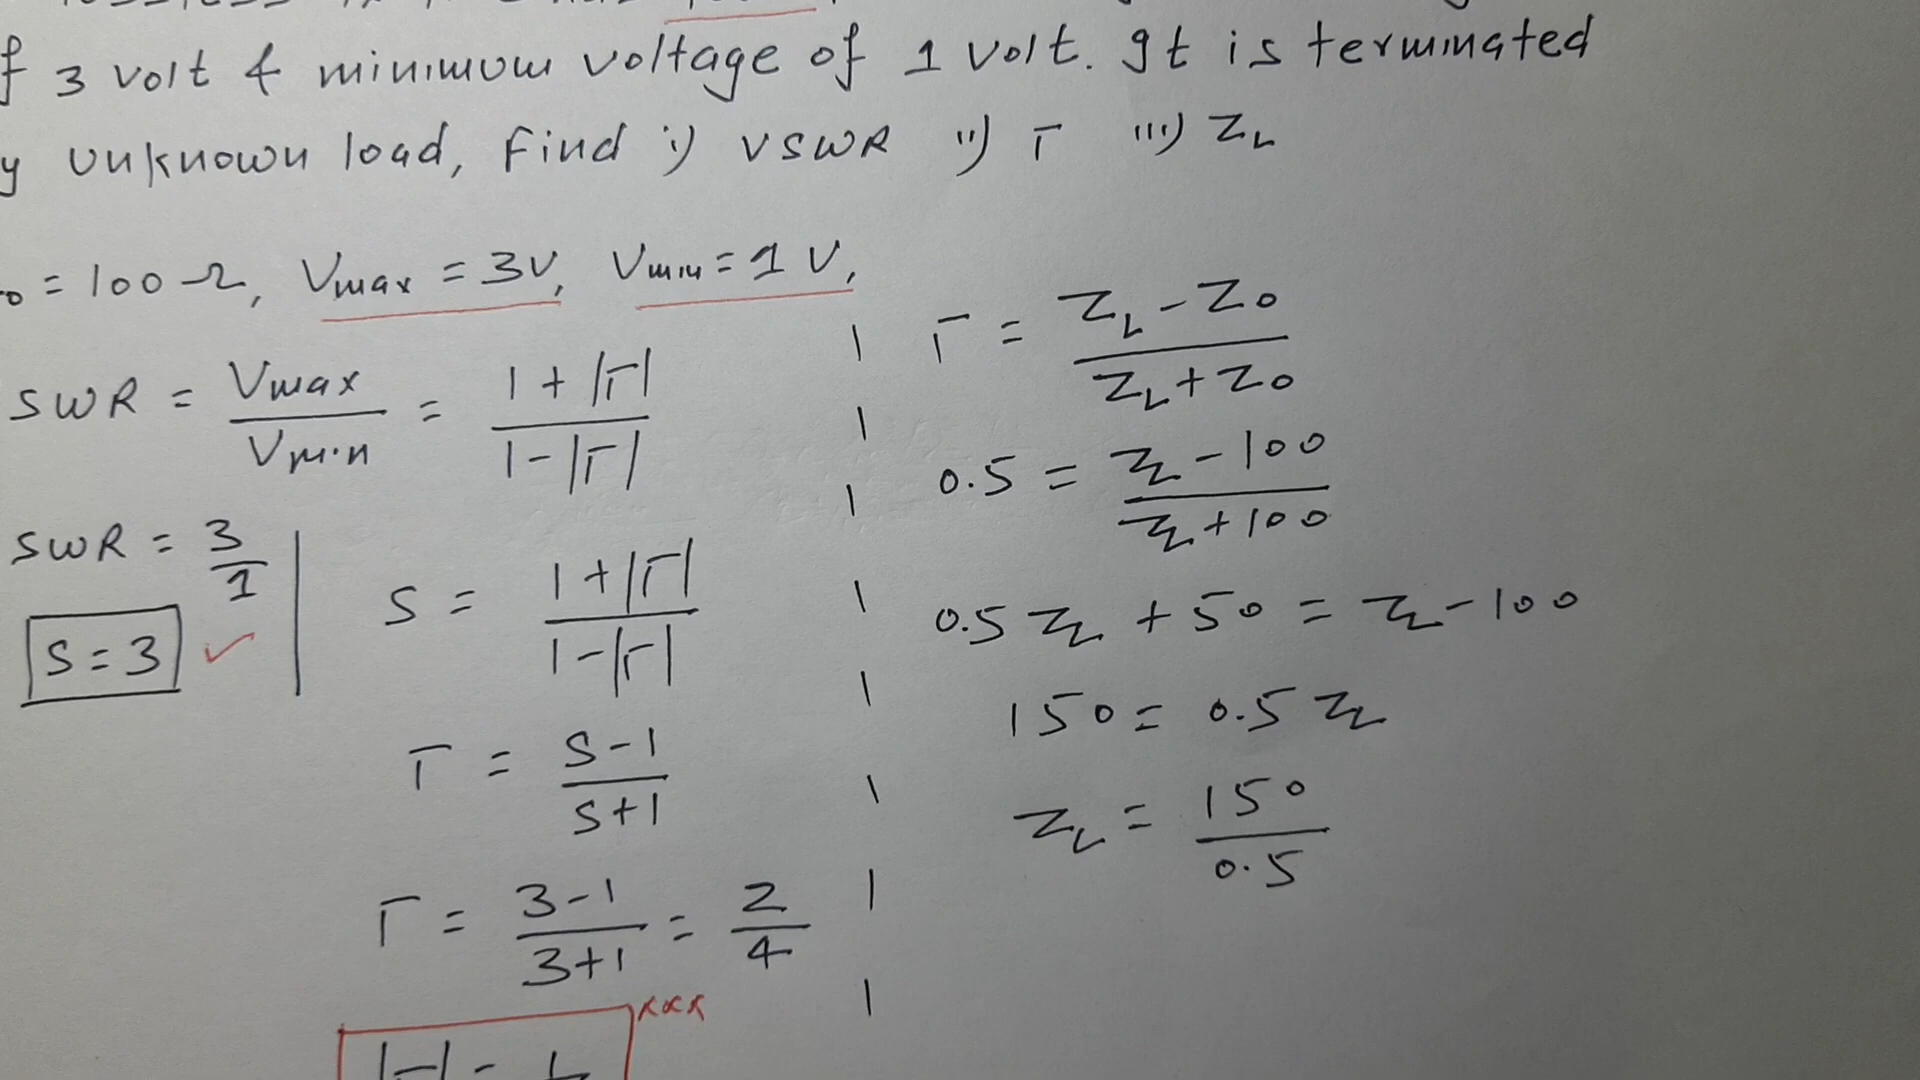 3 volt & minimum voltage of 1 volt. It is terminated
unknown load, Find i) VSWR ii) Γ iii) ZL
= 100 Ω, Vmax = 3V, Vmin = 1 V,
SWR = Vmax / Vmin = 1 + |Γ| / 1 - |Γ|
SWR = 3/1
S = 3 ✓
S = 1 + |Γ| / 1 - |Γ|
Γ = S-1 / S+1
Γ = 3-1 / 3+1 = 2/4
xxx
Γ = ZL - Z0 / ZL + Z0
0.5 = ZL - 100 / ZL + 100
0.5 ZL + 50 = ZL - 100
150 = 0.5 ZL
ZL = 150 / 0.5